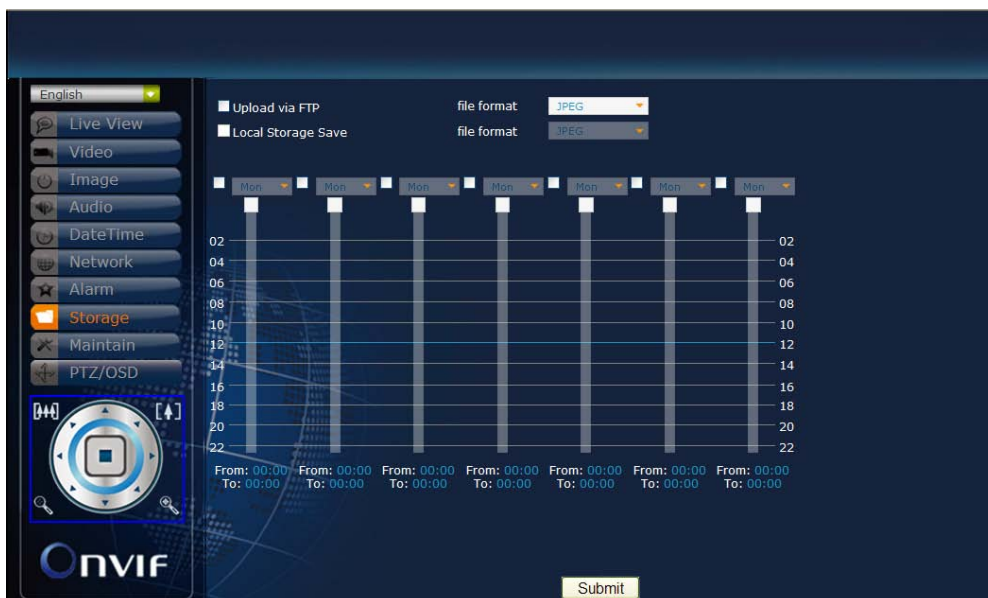 English
Live View
Video
Image
Audio
DateTime
Network
Alarm
Storage
Maintain
PTZ/OSD
Onvif
Upload via FTP file format JPEG
Local Storage Save file format JPEG
Mon Mon Mon Mon Mon Mon Mon
02 02
04 04
06 06
08 08
10 10
12 12
14 14
16 16
18 18
20 20
22 22
From: 00:00 From: 00:00 From: 00:00 From: 00:00 From: 00:00 From: 00:00 From: 00:00
To: 00:00 To: 00:00 To: 00:00 To: 00:00 To: 00:00 To: 00:00 To: 00:00
Submit